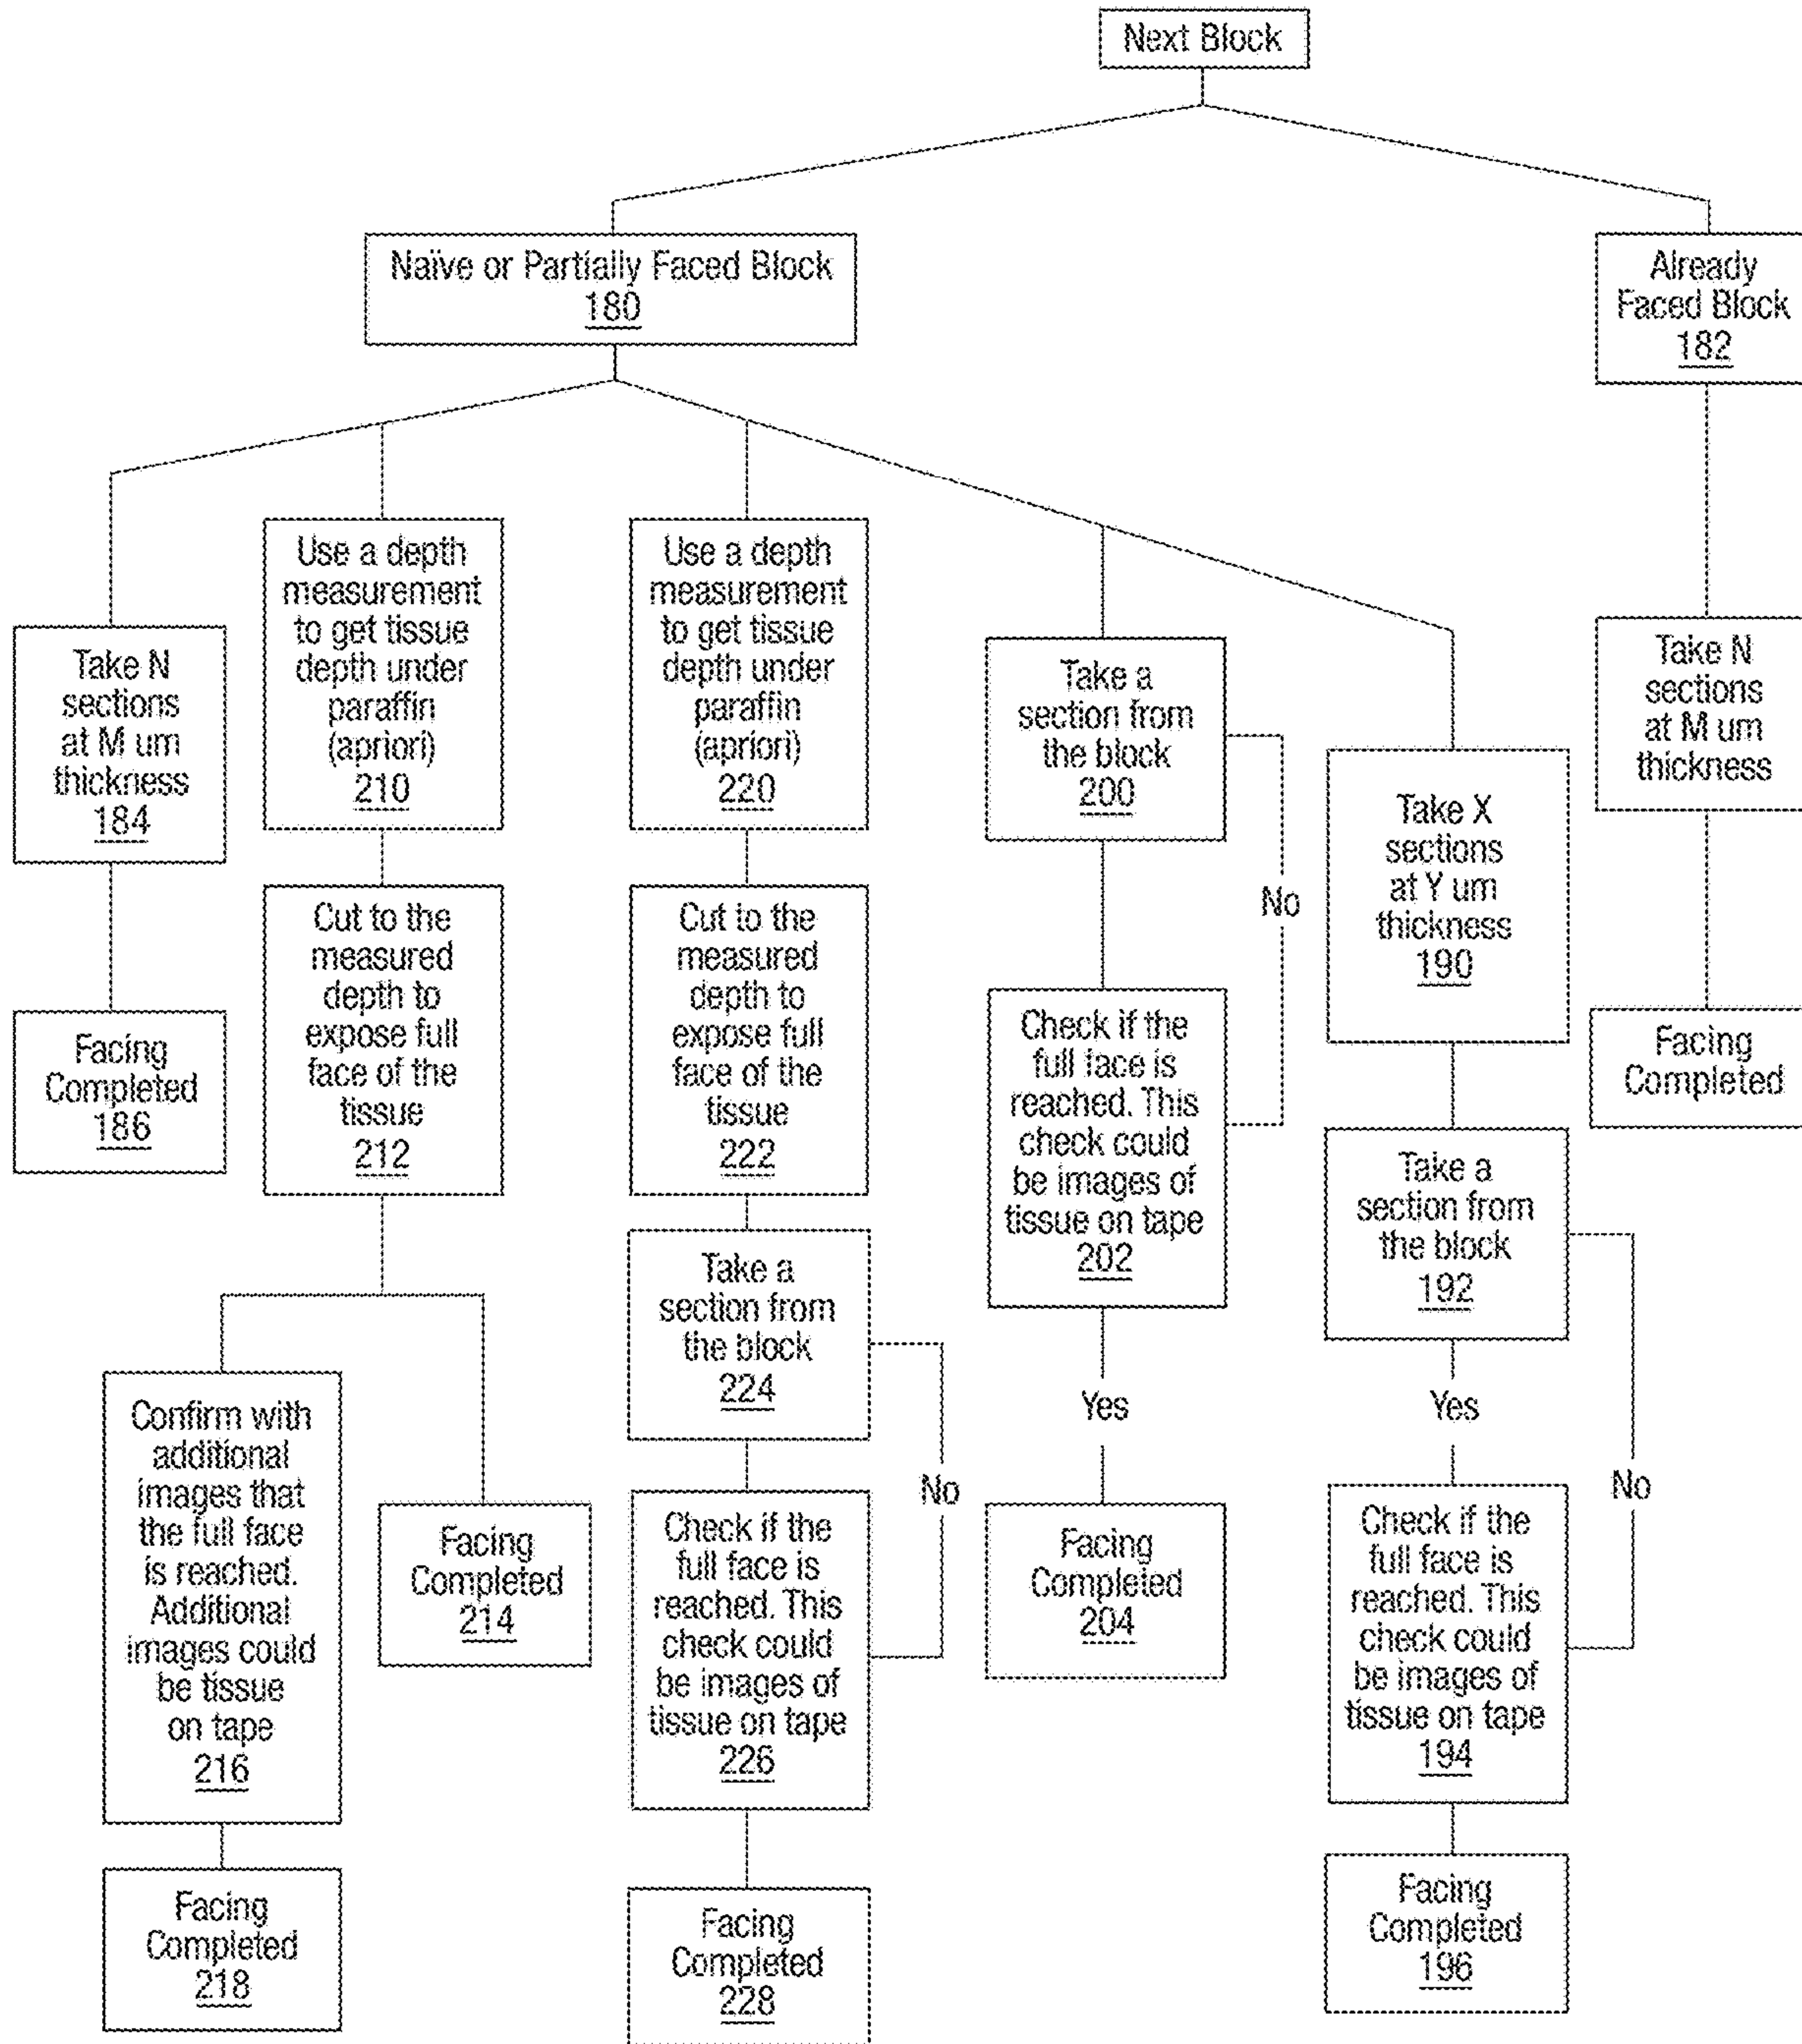 Next Block
Naïve or Partially Faced Block
180
Already
Faced Block
182
Take N
sections
at M um
thickness
184
Facing
Completed
186
Use a depth
measurement
to get tissue
depth under
paraffin
(apriori)
210
Cut to the
measured
depth to
expose full
face of the
tissue
212
Confirm with
additional
images that
the full face
is reached.
Additional
images could
be tissue
on tape
216
Facing
Completed
218
Facing
Completed
214
Use a depth
measurement
to get tissue
depth under
paraffin
(apriori)
220
Cut to the
measured
depth to
expose full
face of the
tissue
222
Take a
section from
the block
224
No
Check if the
full face is
reached. This
check could
be images of
tissue on tape
226
Facing
Completed
228
Take a
section from
the block
200
No
Check if the
full face is
reached. This
check could
be images of
tissue on tape
202
Yes
Facing
Completed
204
Take X
sections
at Y um
thickness
190
Take a
section from
the block
192
Yes
No
Check if the
full face is
reached. This
check could
be images of
tissue on tape
194
Facing
Completed
196
Take N
sections
at M um
thickness
Facing
Completed